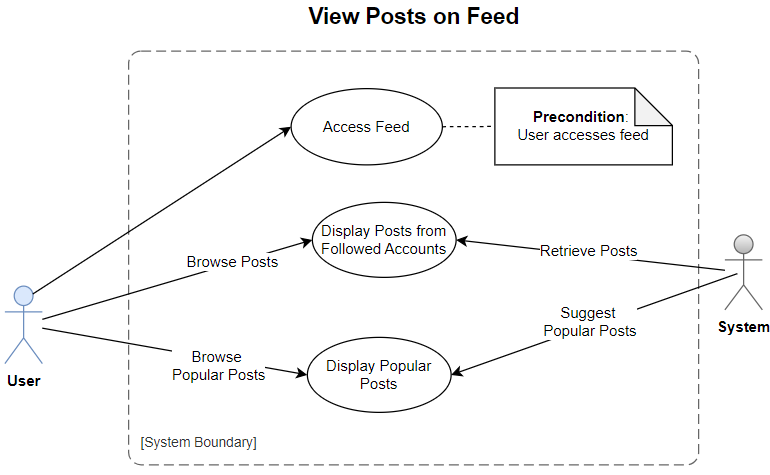 View Posts on Feed
Access Feed
Precondition:
User accesses feed
Display Posts from
Followed Accounts
Browse Posts
Retrieve Posts
Suggest
Popular Posts
System
User
Browse
Popular Posts
Display Popular
Posts
[System Boundary]